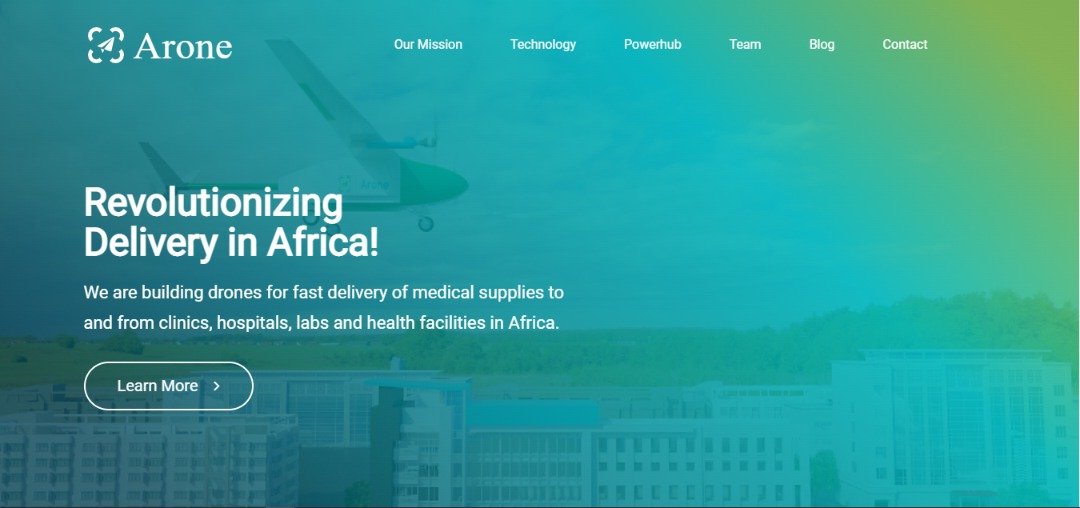 Arone
Our Mission
Technology
Powerhub
Team
Blog
Contact
Arone
Revolutionizing
Delivery in Africa!
We are building drones for fast delivery of medical supplies to
and from clinics, hospitals, labs and health facilities in Africa.
Learn More